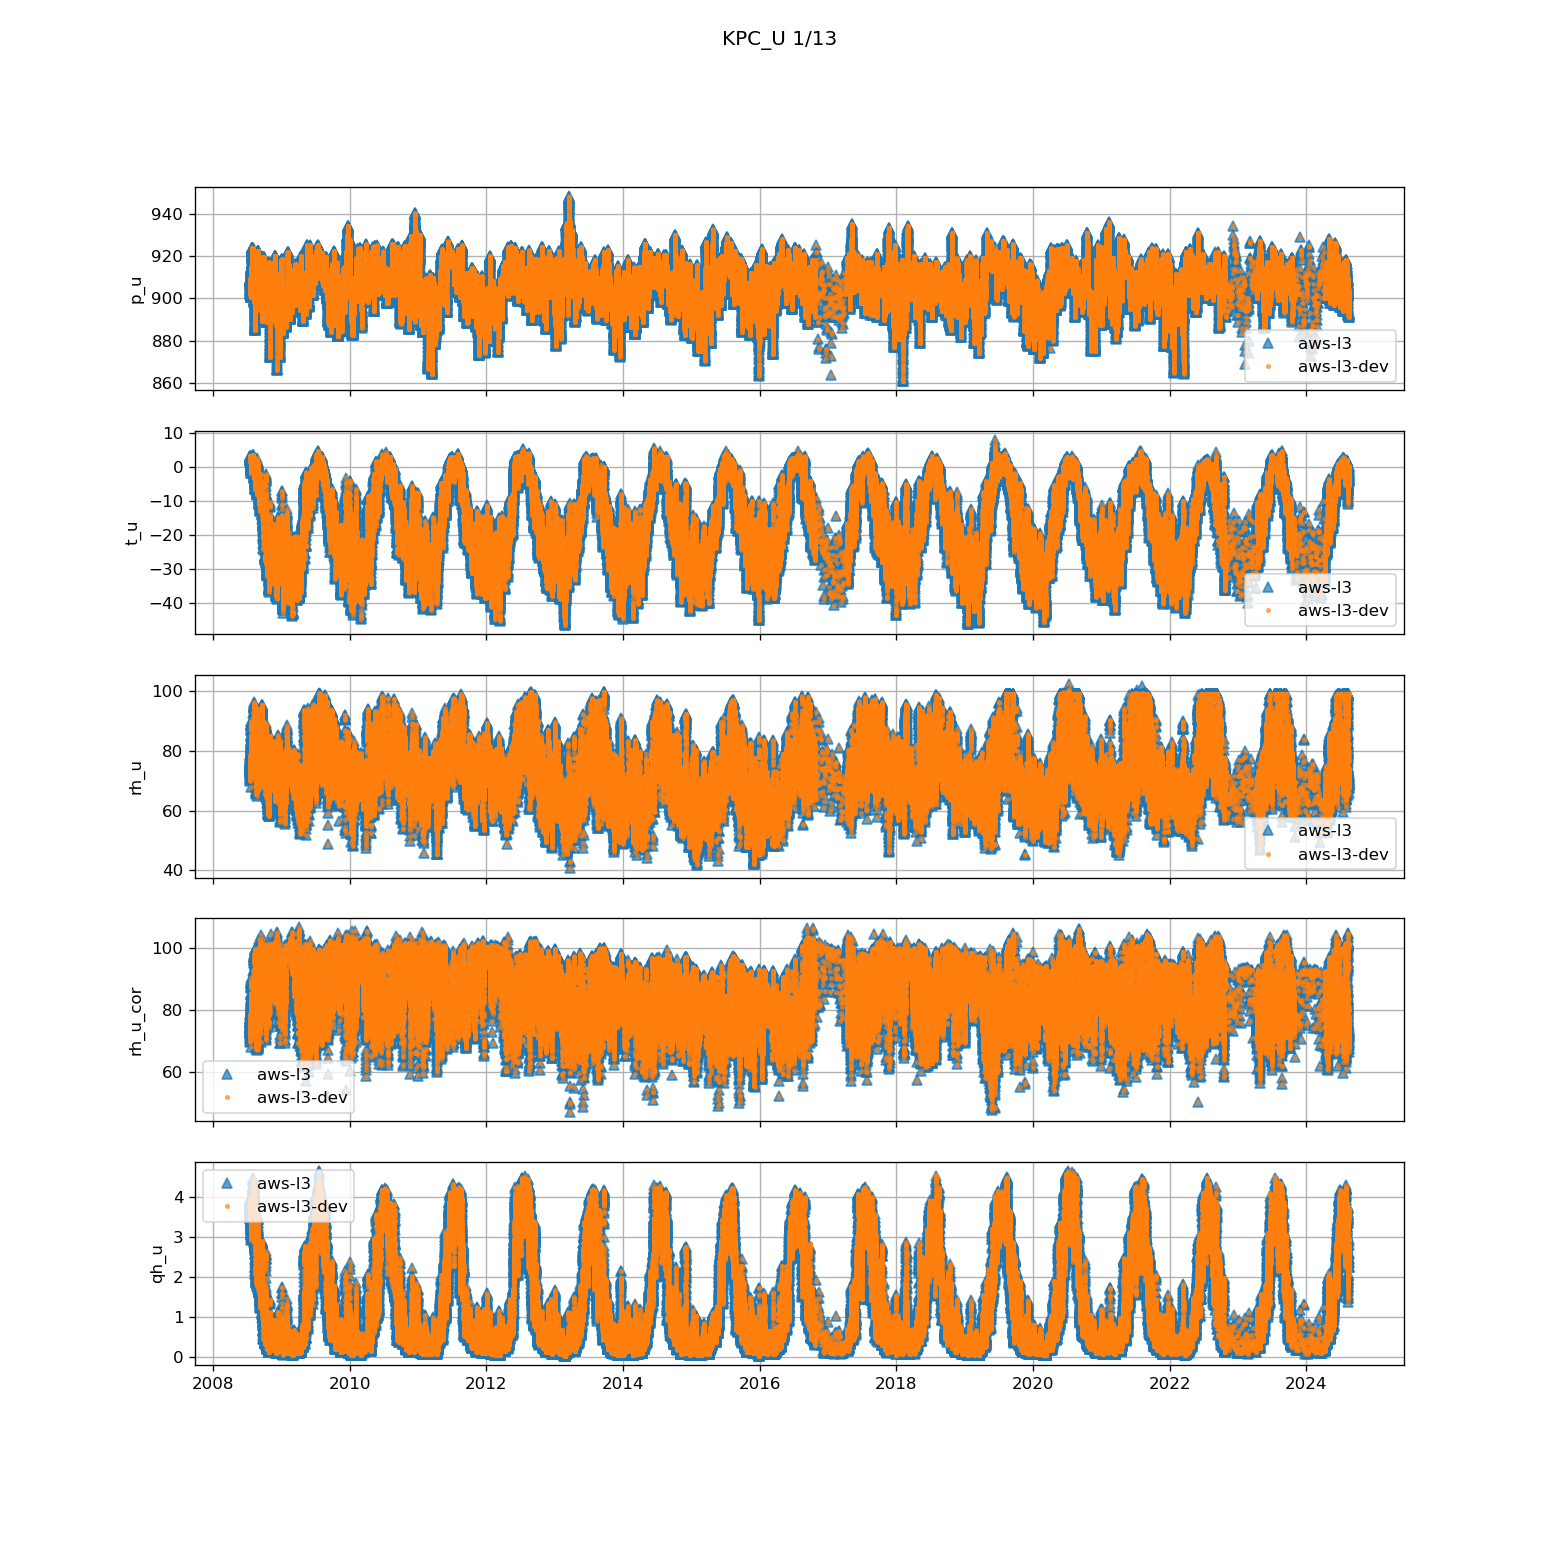 KPC_U 1/13
940
920
900
880
860
p_u
aws-l3
aws-l3-dev
10
0
−10
−20
−30
−40
t_u
aws-l3
aws-l3-dev
100
80
60
40
rh_u
aws-l3
aws-l3-dev
100
80
60
rh_u_cor
aws-l3
aws-l3-dev
4
3
2
1
0
qh_u
aws-l3
aws-l3-dev
2008 2010 2012 2014 2016 2018 2020 2022 2024